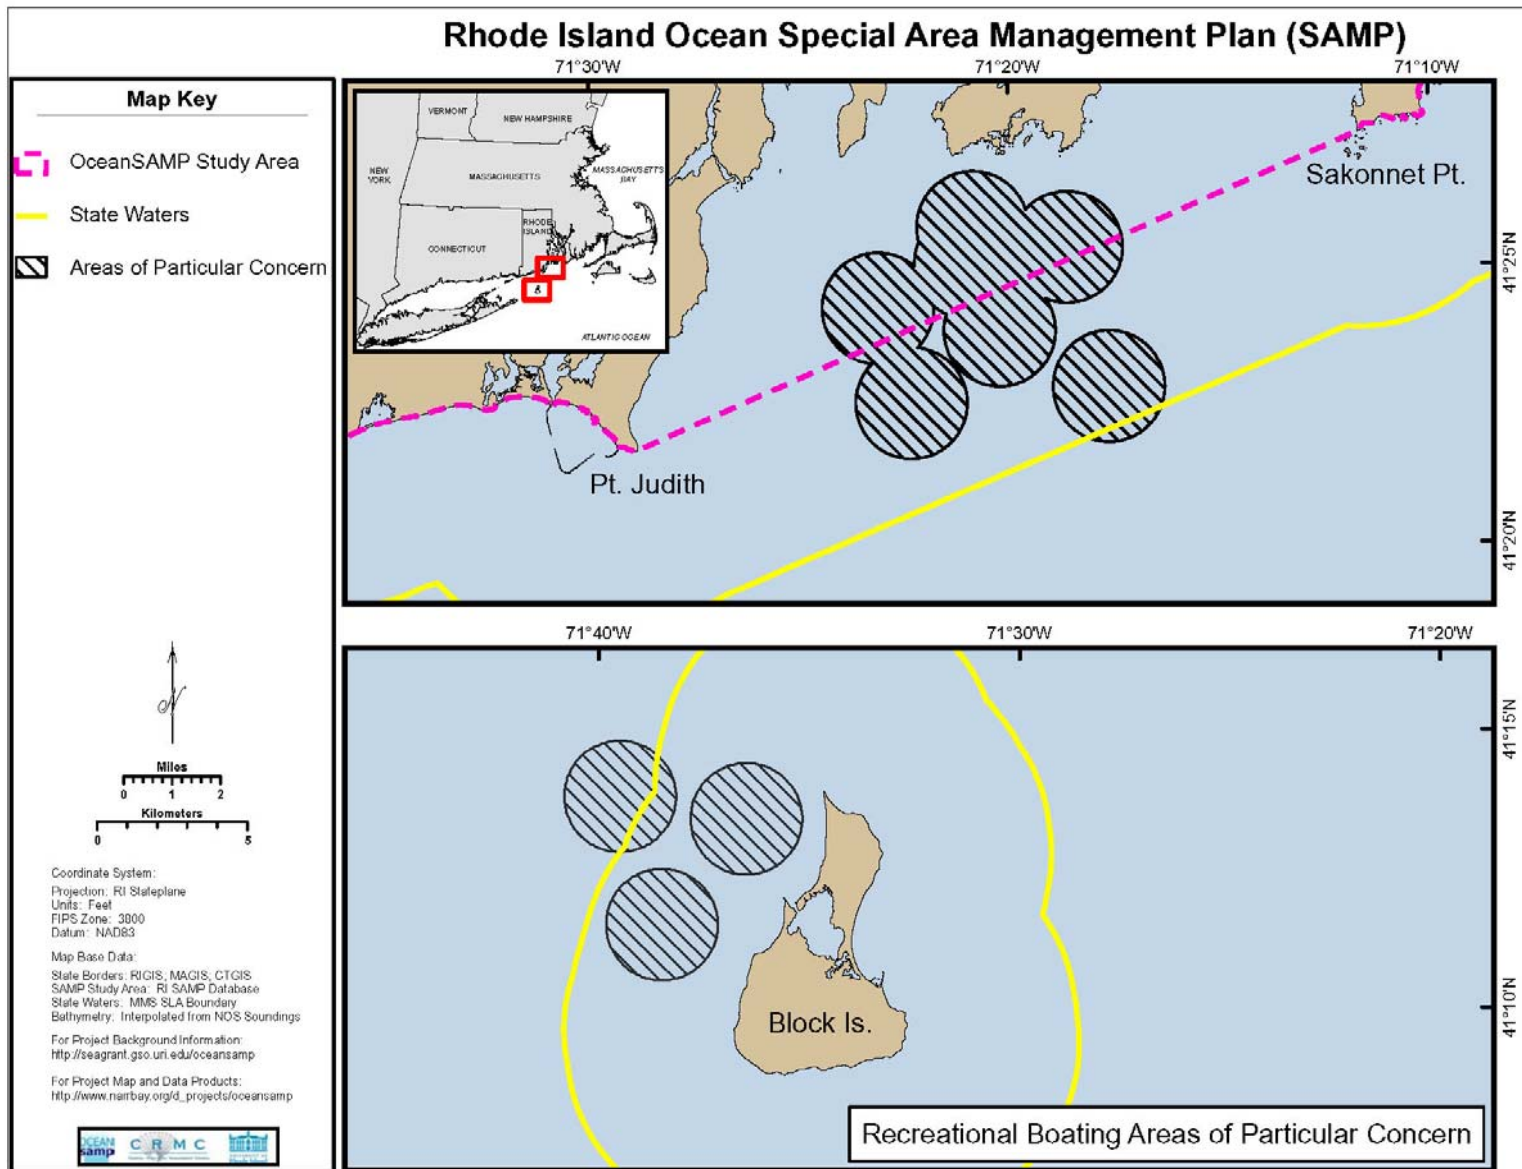 Rhode Island Ocean Special Area Management Plan (SAMP)
Map Key
OceanSAMP Study Area
State Waters
Areas of Particular Concern
N
Miles
0 1 2
Kilometers
0 5
Coordinate System:
Projection: RI Stateplane
Units: Feet
FIPS Zone: 3800
Datum: NAD83
Map Base Data:
State Borders: RIGIS, MAGIS, CTGIS
SAMP Study Area: RI SAMP Database
State Waters: MMS SLA Boundary
Bathymetry: Interpolated from NOS Soundings
For Project Background Information:
http://seagrant.gso.uri.edu/oceansamp
For Project Map and Data Products:
http://www.narrbay.org/d_projects/oceansamp
OCEAN
samp
C R M C
71°30'W 71°20'W 71°10'W
VERMONT
NEW HAMPSHIRE
NEW
YORK
MASSACHUSETTS
MASSACHUSETTS
BAY
RHODE
ISLAND
CONNECTICUT
ATLANTIC OCEAN
Sakonnet Pt.
Pt. Judith
41°25'N
41°20'N
71°40'W 71°30'W 71°20'W
41°15'N
41°10'N
Block Is.
Recreational Boating Areas of Particular Concern